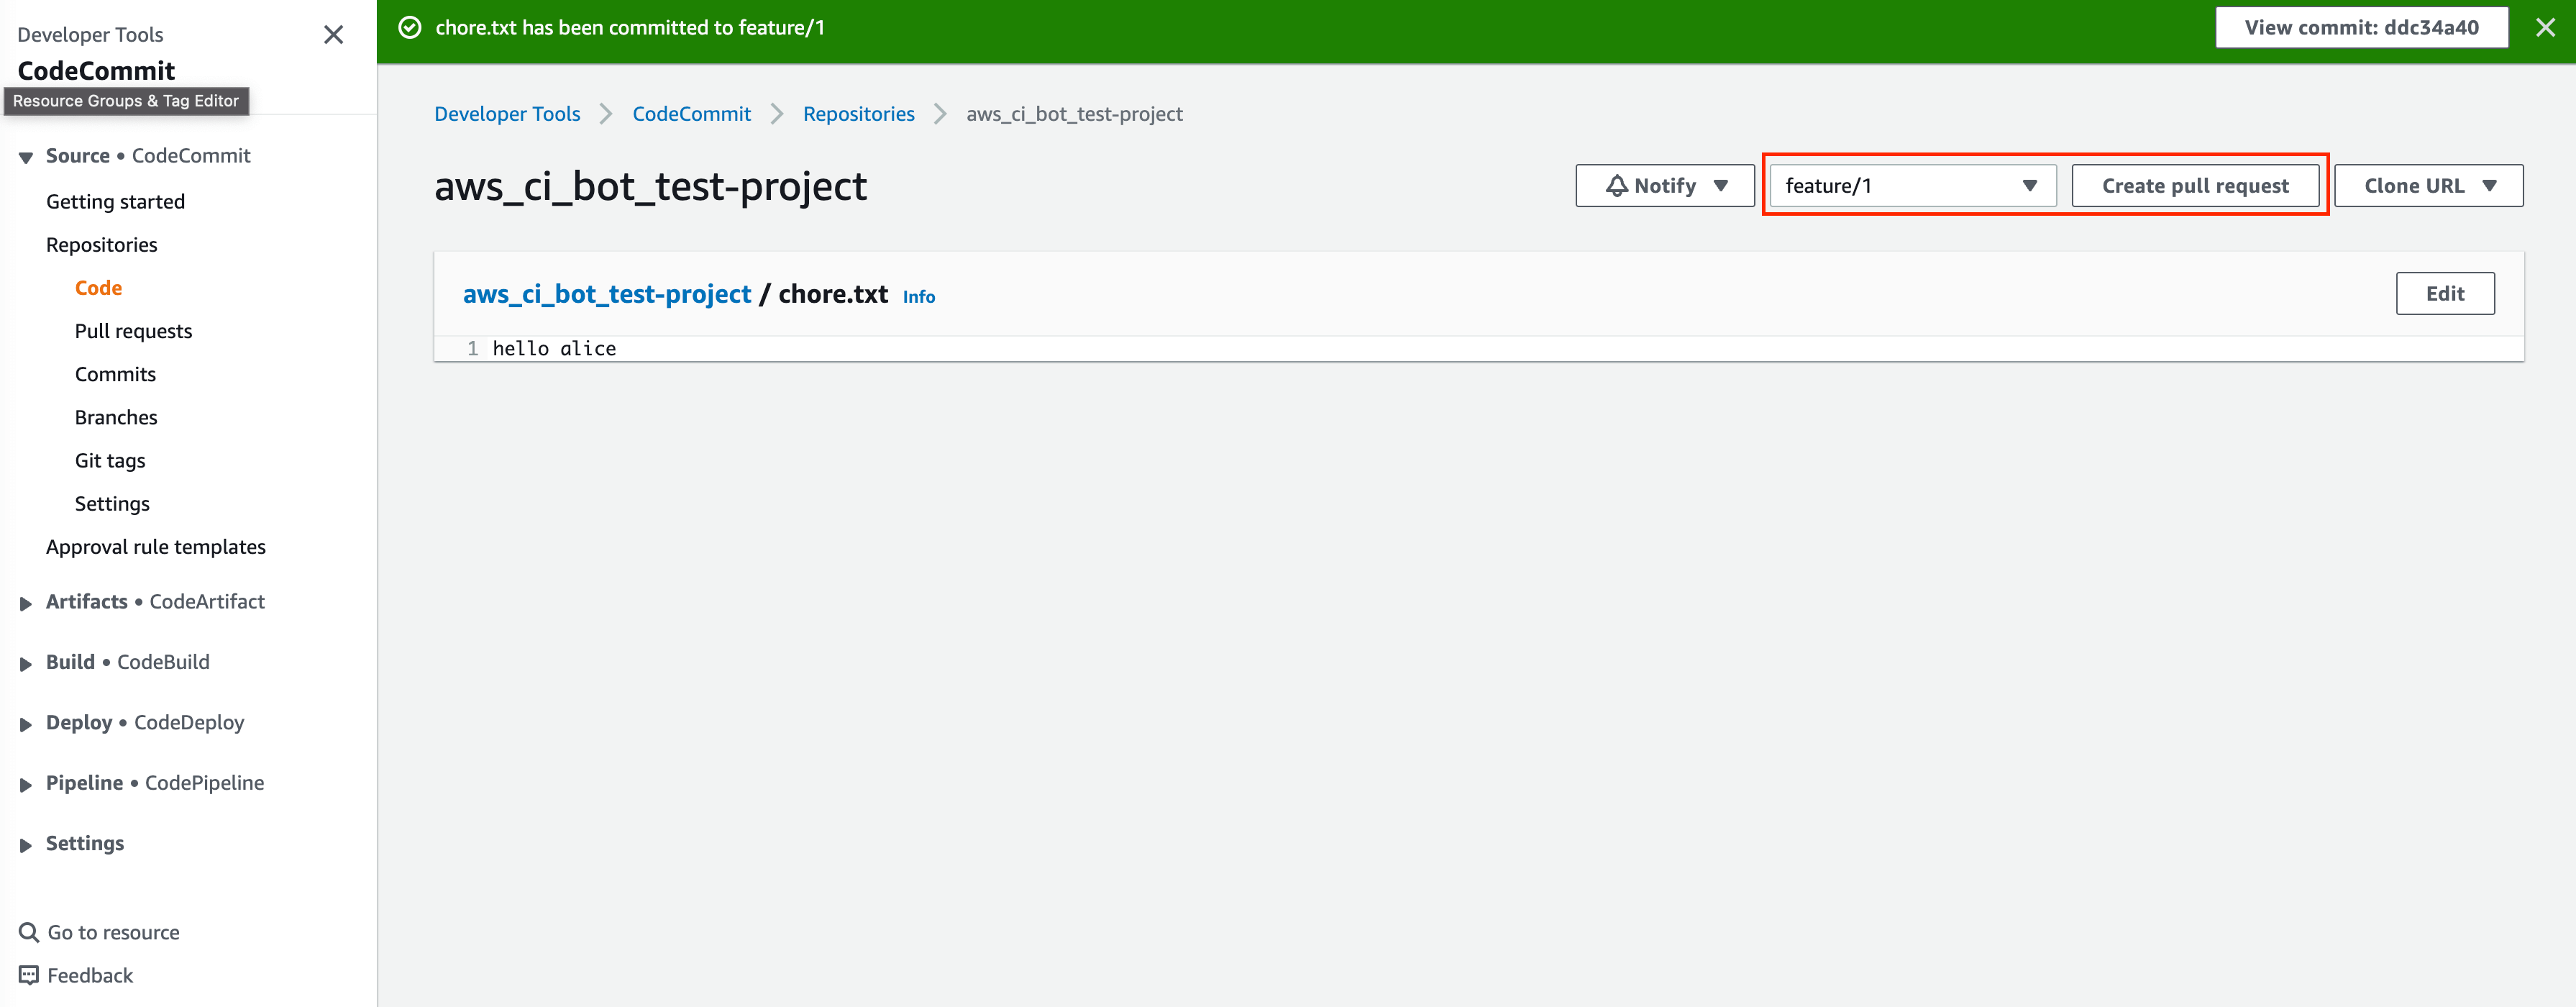 Developer Tools
CodeCommit
Resource Groups & Tag Editor
Source • CodeCommit
Getting started
Repositories
Code
Pull requests
Commits
Branches
Git tags
Settings
Approval rule templates
Artifacts • CodeArtifact
Build • CodeBuild
Deploy • CodeDeploy
Pipeline • CodePipeline
Settings
Go to resource
Feedback
chore.txt has been committed to feature/1
View commit: ddc34a40
Developer Tools > CodeCommit > Repositories > aws_ci_bot_test-project
aws_ci_bot_test-project
Notify feature/1 Create pull request Clone URL
aws_ci_bot_test-project / chore.txt Info
Edit
1 hello alice